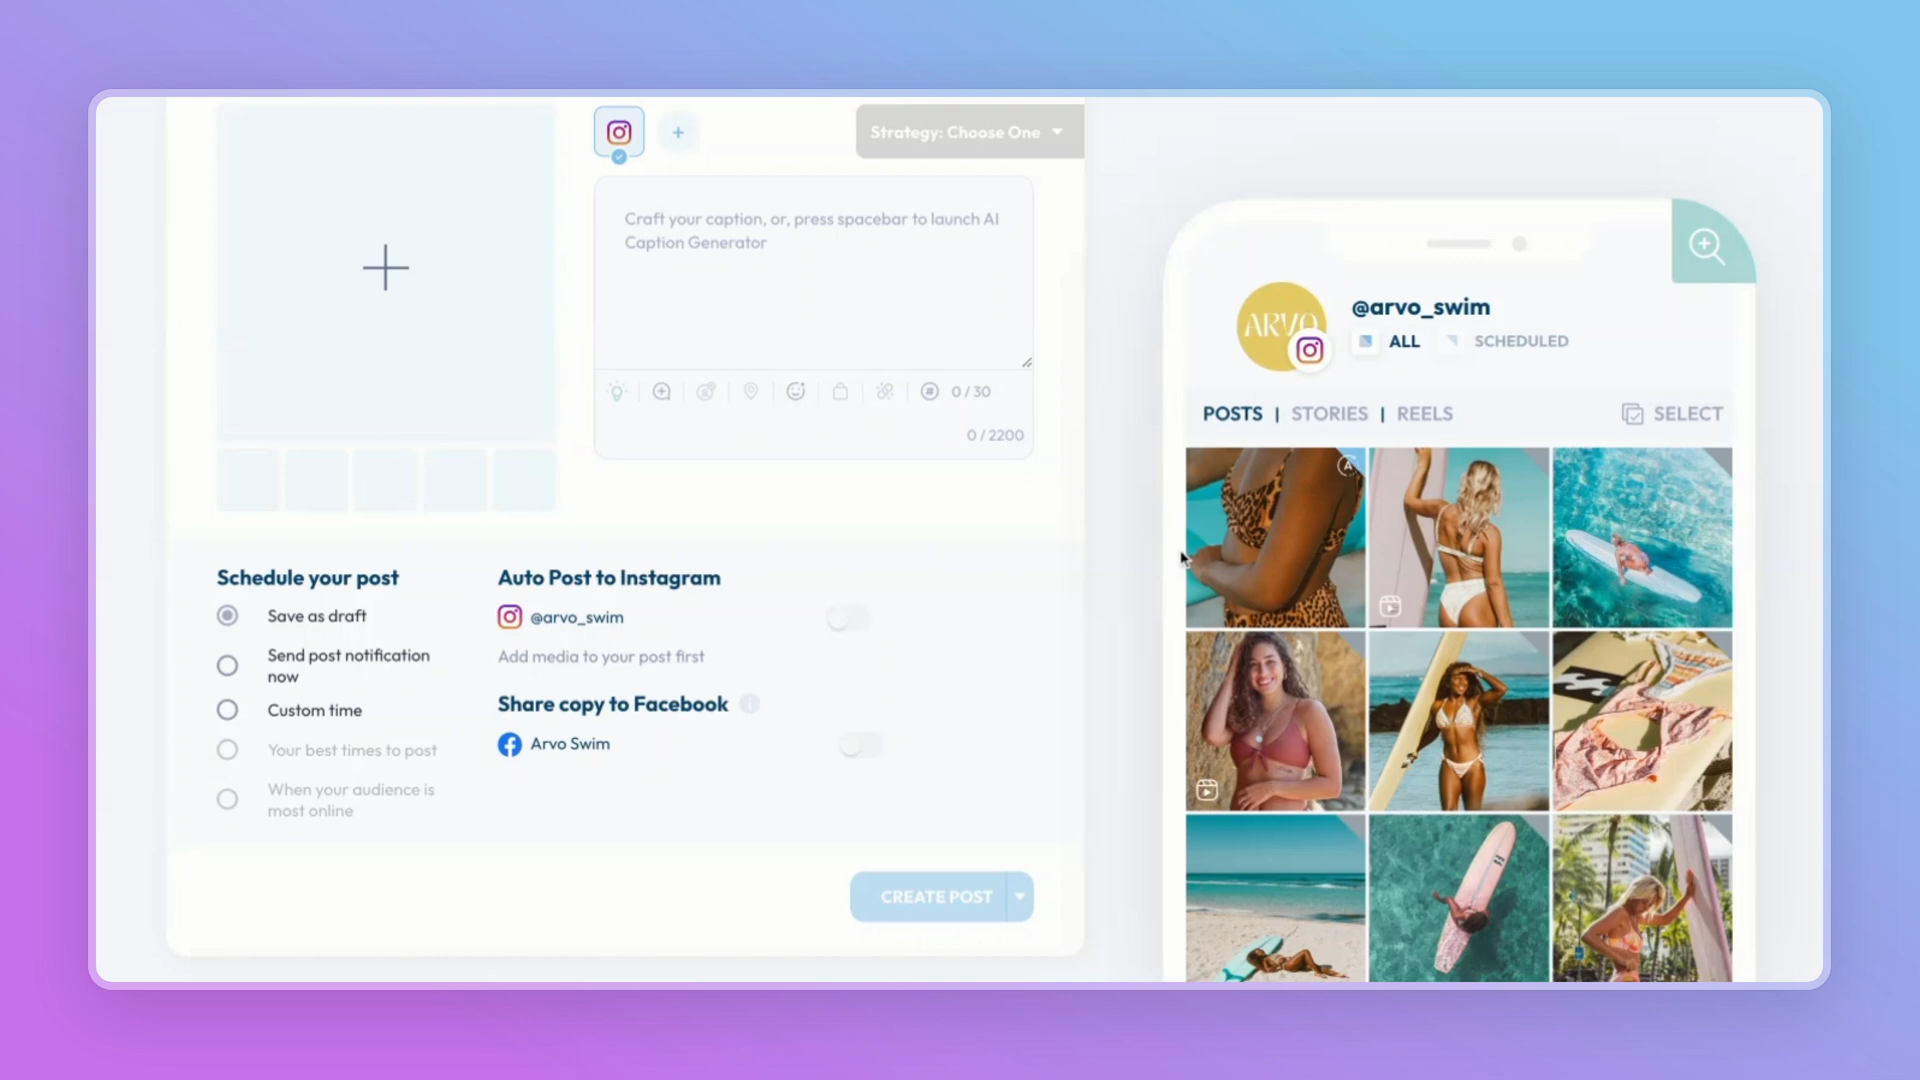 Strategy: Choose One
Craft your caption, or, press spacebar to launch AI
Caption Generator
0 / 30
0 / 2200
Schedule your post
Save as draft
Send post notification
now
Custom time
Your best times to post
When your audience is
most online
Auto Post to Instagram
@arvo_swim
Add media to your post first
Share copy to Facebook
Arvo Swim
CREATE POST
ARVO
@arvo_swim
ALL
SCHEDULED
POSTS | STORIES | REELS
SELECT
A